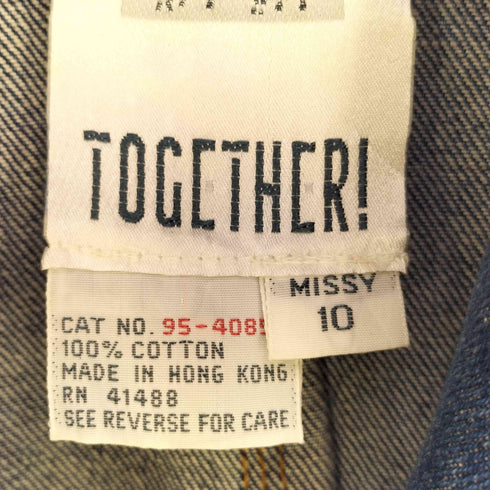 TOGETHER!
MISSY
10
CAT NO. 95-4085
100% COTTON
MADE IN HONG KONG
RN 41488
SEE REVERSE FOR CARE